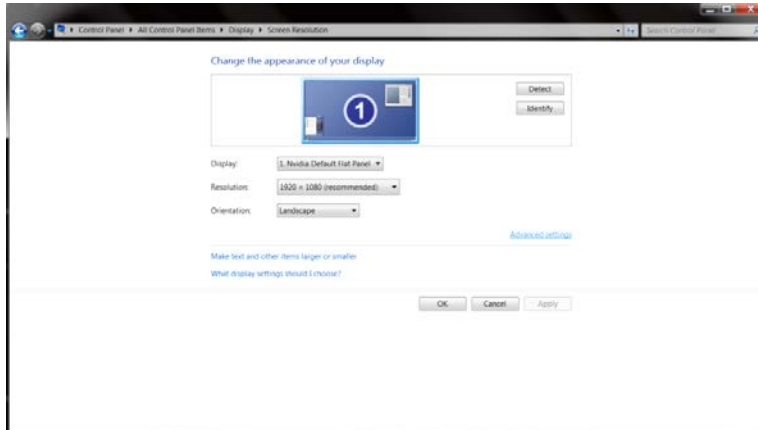 Control Panel ▸ All Control Panel Items ▸ Display ▸ Screen Resolution
Search Control Panel
Change the appearance of your display
1
Detect
Identify
Display:
1. Nvidia Default Flat Panel
Resolution:
1920 × 1080 (recommended)
Orientation:
Landscape
Advanced settings
Make text and other items larger or smaller
What display settings should I choose?
OK
Cancel
Apply